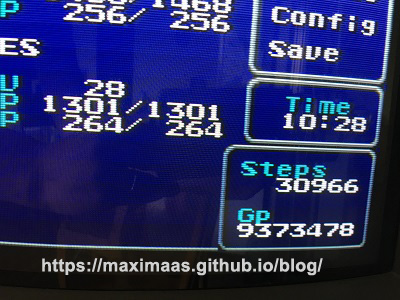 256/ 256
Config
Save
ES
28
1301/1301
264/ 264
Time
10:28
Steps
30966
Gp
9373478
https://maximaas.github.io/blog/